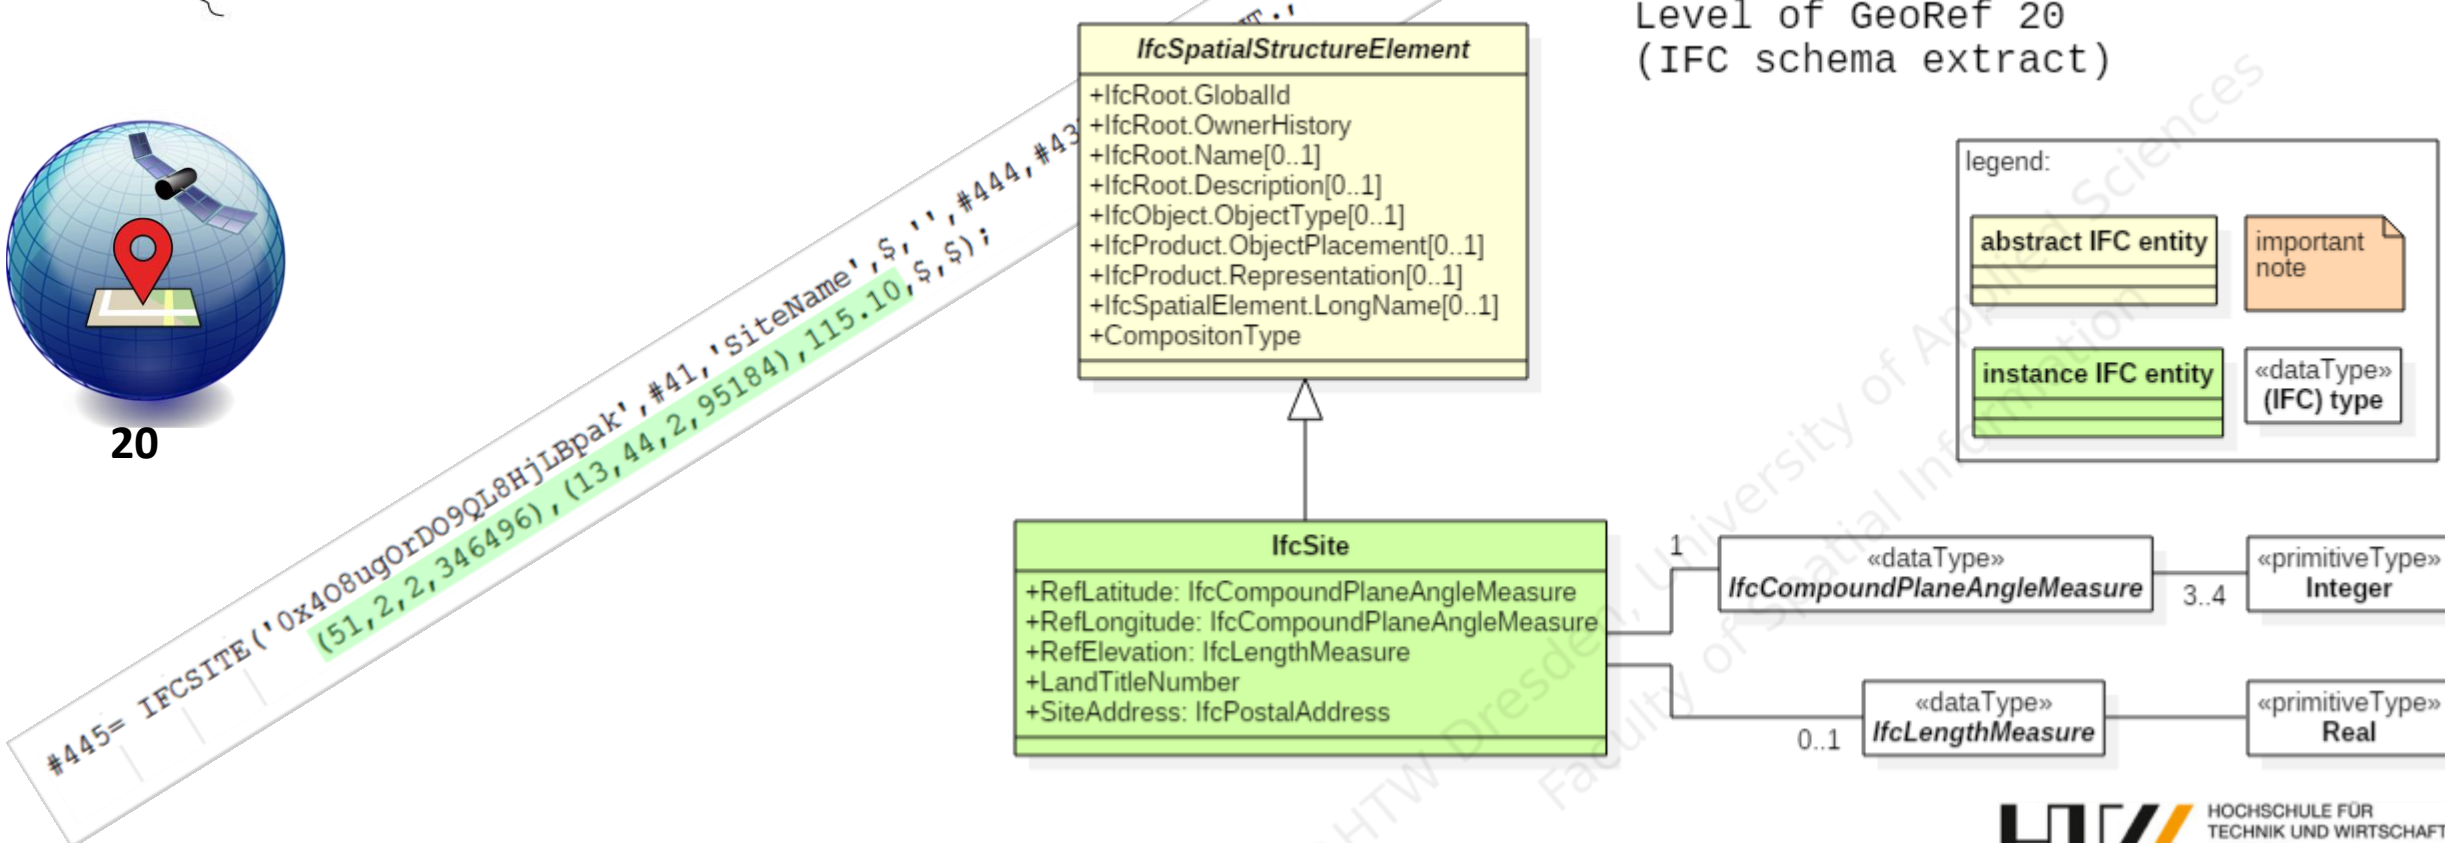 Level of GeoRef 20
(IFC schema extract)
20
#445= IFCSITE('0x4O8ugOrDO9QL8HjLBpak',#41,'SiteName',$,'',#444,#43
(51,2,2,346496),(13,44,2,95184),115.10,$,$);
IfcSpatialStructureElement
+IfcRoot.GlobalId
+IfcRoot.OwnerHistory
+IfcRoot.Name[0..1]
+IfcRoot.Description[0..1]
+IfcObject.ObjectType[0..1]
+IfcProduct.ObjectPlacement[0..1]
+IfcProduct.Representation[0..1]
+IfcSpatialElement.LongName[0..1]
+CompositonType
legend:
abstract IFC entity
important
note
instance IFC entity
«dataType»
(IFC) type
IfcSite
+RefLatitude: IfcCompoundPlaneAngleMeasure
+RefLongitude: IfcCompoundPlaneAngleMeasure
+RefElevation: IfcLengthMeasure
+LandTitleNumber
+SiteAddress: IfcPostalAddress
1
«dataType»
IfcCompoundPlaneAngleMeasure
3..4
«primitiveType»
Integer
0..1
«dataType»
IfcLengthMeasure
«primitiveType»
Real
HTW Dresden, University of Applied Sciences
Faculty of Spatial Information
HOCHSCHULE FÜR
TECHNIK UND WIRTSCHAFT